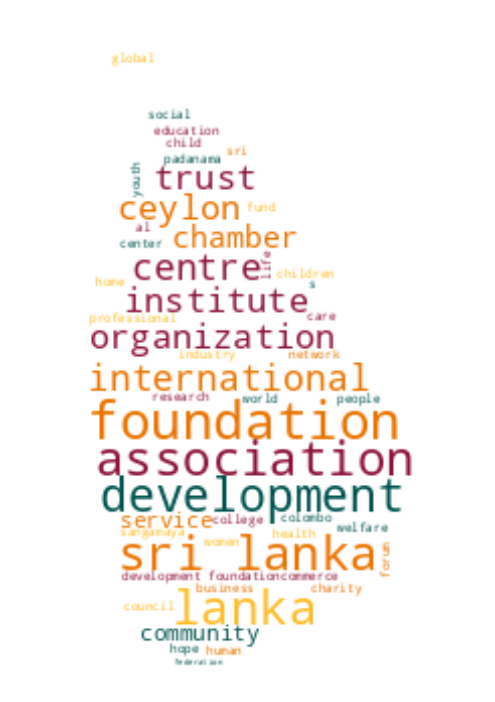 global
social
education
child
sri
padanama
youth
trust
ceylon fund
al
chamber
center
centre life
children
home s
institute
professional care
organization
industry network
international
research world people
foundation
association
development
service college colombo
welfare
sangamaya health
women
sri lanka forum
development foundation commerce
business charity
council lanka
community
hope human
federation